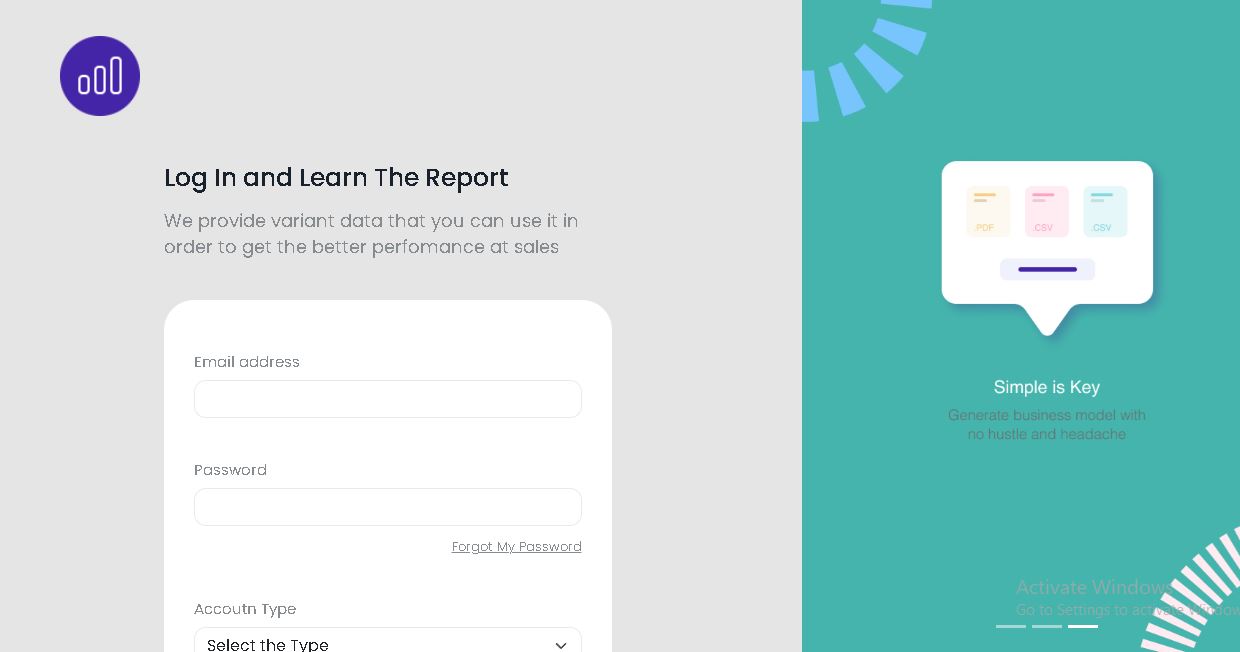 Log In and Learn The Report
We provide variant data that you can use it in
order to get the better perfomance at sales
Email address
Password
Forgot My Password
Accoutn Type
Select the Type
.PDF
.CSV
.CSV
Simple is Key
Generate business model with
no hustle and headache
Activate Windows
Go to Settings to activate Window